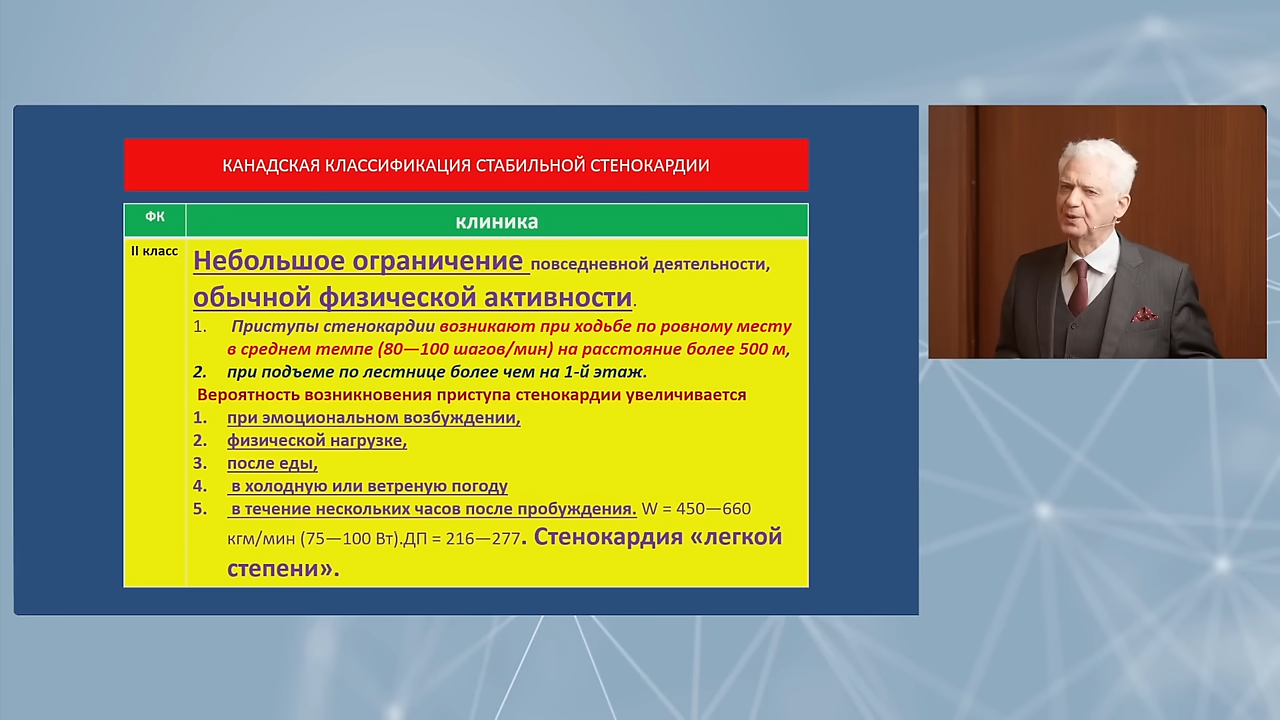 КАНАДСКАЯ КЛАССИФИКАЦИЯ СТАБИЛЬНОЙ СТЕНОКАРДИИ
ФК
клиника
II класс
Небольшое ограничение повседневной деятельности,
обычной физической активности.
1. Приступы стенокардии возникают при ходьбе по ровному месту
в среднем темпе (80—100 шагов/мин) на расстояние более 500 м,
2. при подъеме по лестнице более чем на 1-й этаж.
Вероятность возникновения приступа стенокардии увеличивается
1. при эмоциональном возбуждении,
2. физической нагрузке,
3. после еды,
4. в холодную или ветреную погоду
5. в течение нескольких часов после пробуждения. W = 450—660
кгм/мин (75—100 Вт).ДП = 216—277. Стенокардия «легкой
степени».